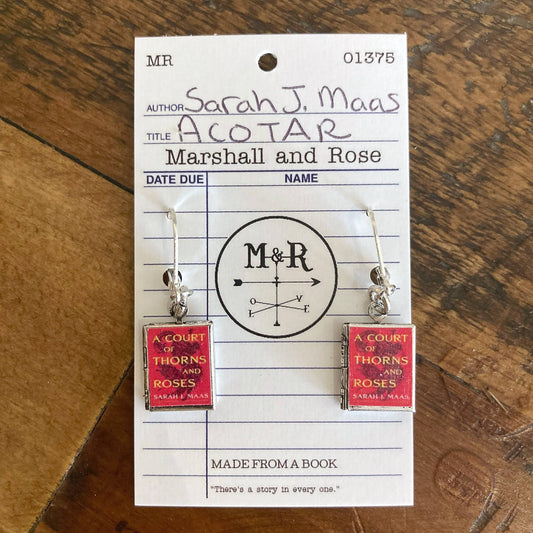 MR 01375
AUTHOR Sarah J. Maas
TITLE ACOTAR
Marshall and Rose
DATE DUE NAME
M&R
L O V E
A COURT OF THORNS AND ROSES
SARAH J. MAAS
A COURT OF THORNS AND ROSES
SARAH J. MAAS
MADE FROM A BOOK
"There's a story in every one."